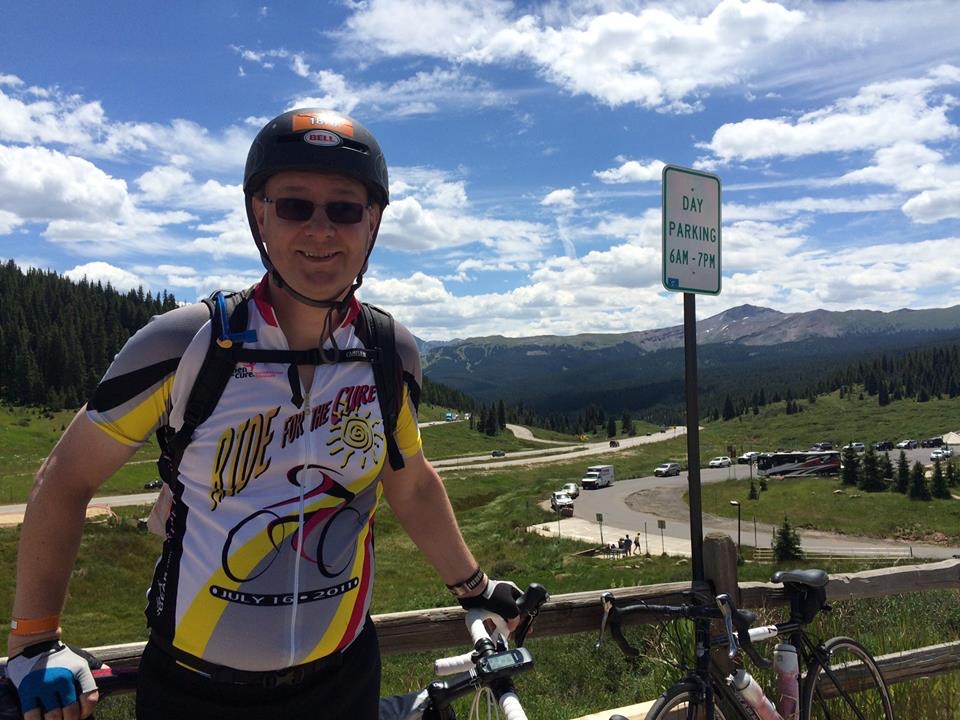 BELL
DAY
PARKING
6AM - 7PM
RIDE FOR THE CURE
JULY 16 • 2011